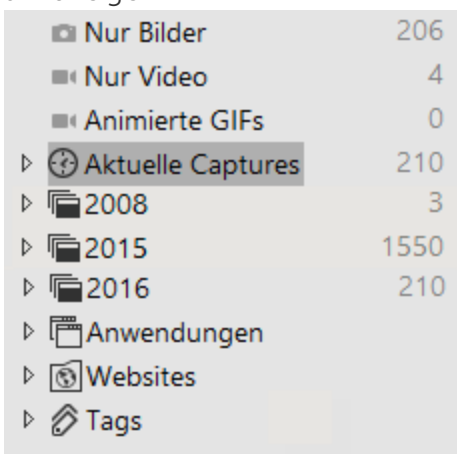 Nur Bilder 206
Nur Video 4
Animierte GIFs 0
Aktuelle Captures 210
2008 3
2015 1550
2016 210
Anwendungen
Websites
Tags